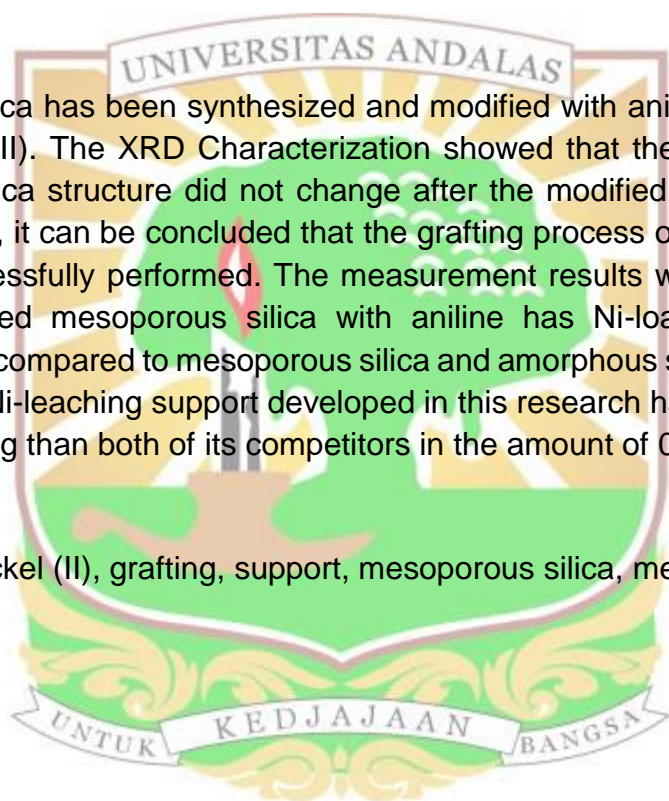 UNIVERSITAS ANDALAS
ca has been synthesized and modified with ani
II). The XRD Characterization showed that the
ca structure did not change after the modified
, it can be concluded that the grafting process o
essfully performed. The measurement results w
ed mesoporous silica with aniline has Ni-loa
compared to mesoporous silica and amorphous s
Ni-leaching support developed in this research ha
g than both of its competitors in the amount of 0
ckel (II), grafting, support, mesoporous silica, me
UNTUK KEDJAJAAN BANGSA